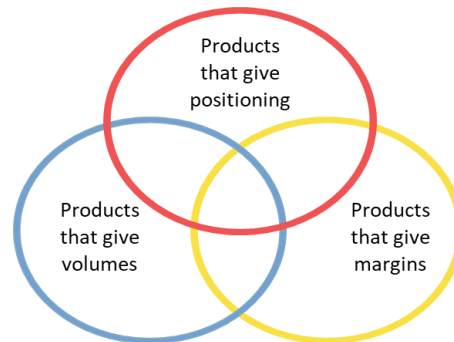 Products
that give
positioning
Products
that give
volumes
Products
that give
margins